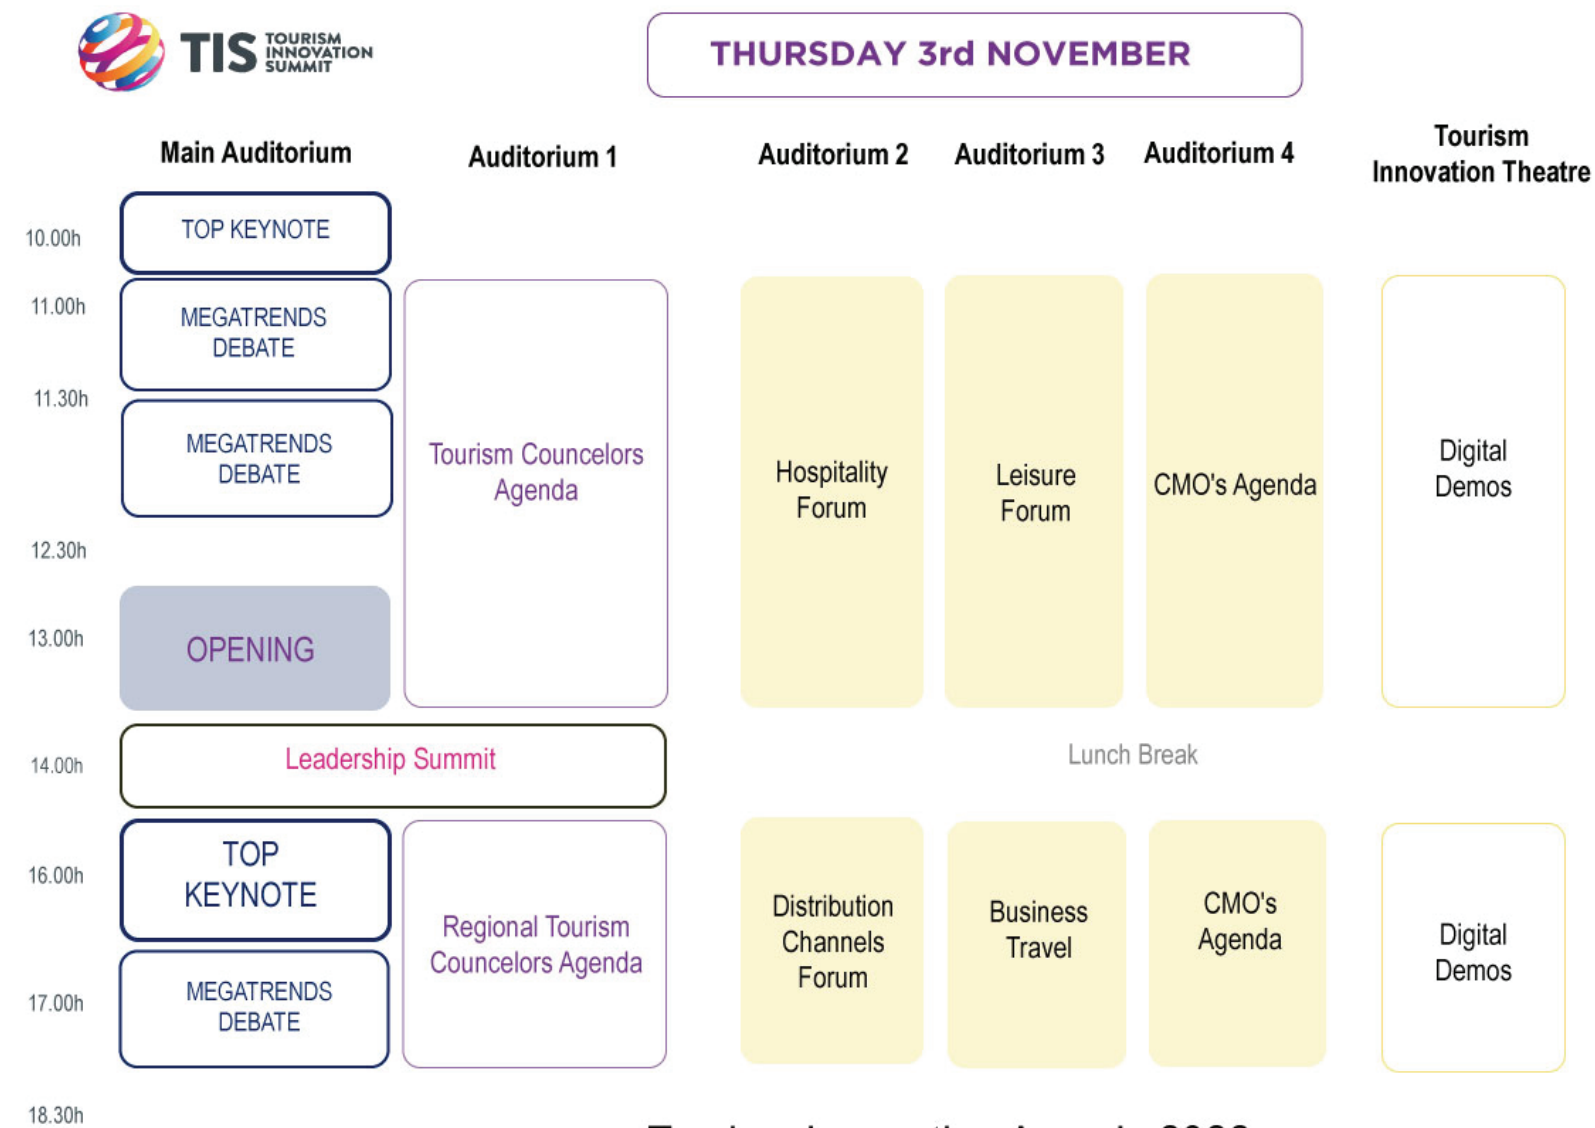 TIS TOURISM
INNOVATION
SUMMIT
THURSDAY 3rd NOVEMBER
Main Auditorium
Auditorium 1
Auditorium 2
Auditorium 3
Auditorium 4
Tourism
Innovation Theatre
10.00h
TOP KEYNOTE
11.00h
MEGATRENDS
DEBATE
11.30h
MEGATRENDS
DEBATE
Tourism Councelors
Agenda
Hospitality
Forum
Leisure
Forum
CMO's Agenda
Digital
Demos
12.30h
13.00h
OPENING
14.00h
Leadership Summit
Lunch Break
16.00h
TOP
KEYNOTE
Regional Tourism
Councelors Agenda
Distribution
Channels
Forum
Business
Travel
CMO's
Agenda
Digital
Demos
17.00h
MEGATRENDS
DEBATE
18.30h